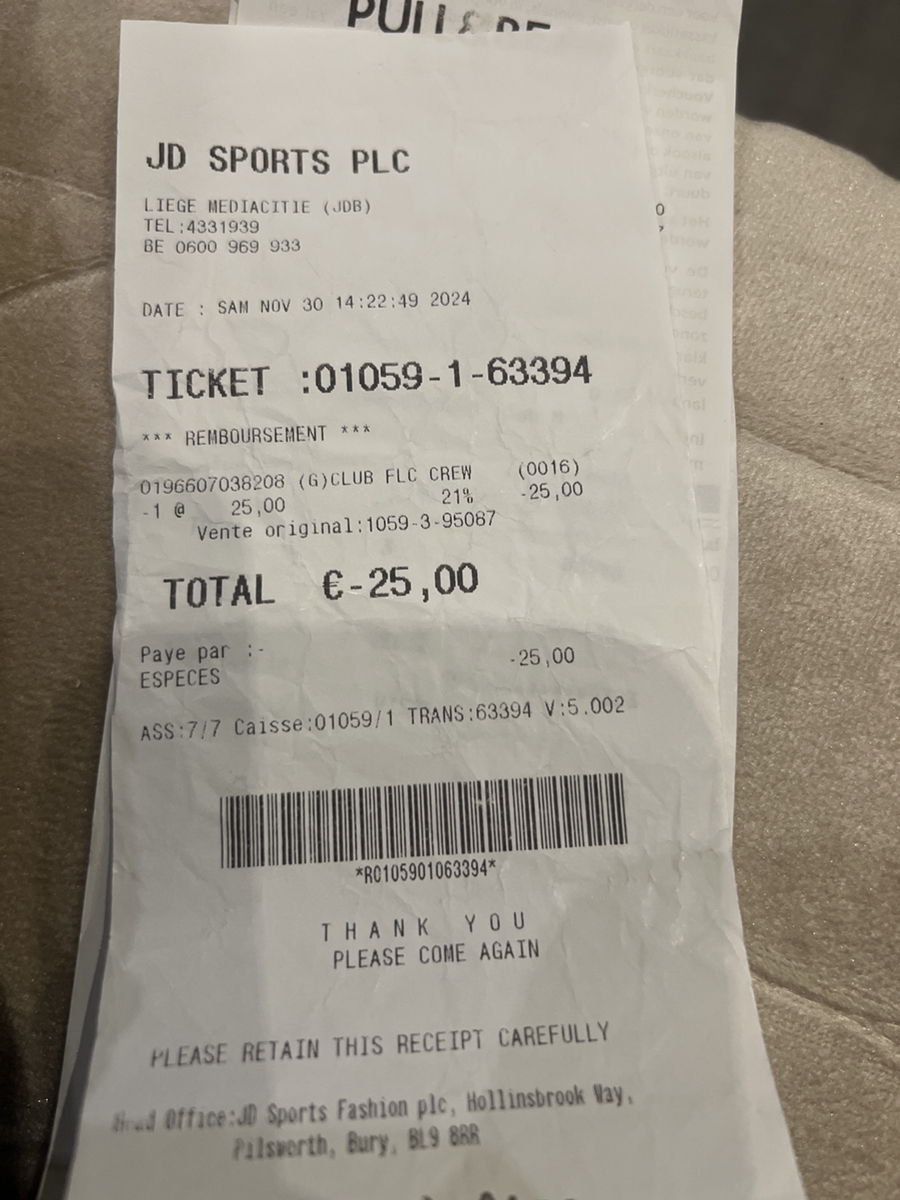 JD SPORTS PLC
LIEGE MEDIACITIE (JDB)
TEL:4331939
BE 0600 969 933
DATE : SAM NOV 30 14:22:49 2024
TICKET :01059-1-63394
*** REMBOURSEMENT ***
0196607038208 (G)CLUB FLC CREW (0016)
-1 @ 25,00 21% -25,00
Vente original:1059-3-95087
TOTAL €-25,00
Paye par :- -25,00
ESPECES
ASS:7/7 Caisse:01059/1 TRANS:63394 V:5.002
*R0105901063394*
THANK YOU
PLEASE COME AGAIN
PLEASE RETAIN THIS RECEIPT CAREFULLY
Head Office:JD Sports Fashion plc, Hollinsbrook Way,
Pilsworth, Bury, BL9 8RR